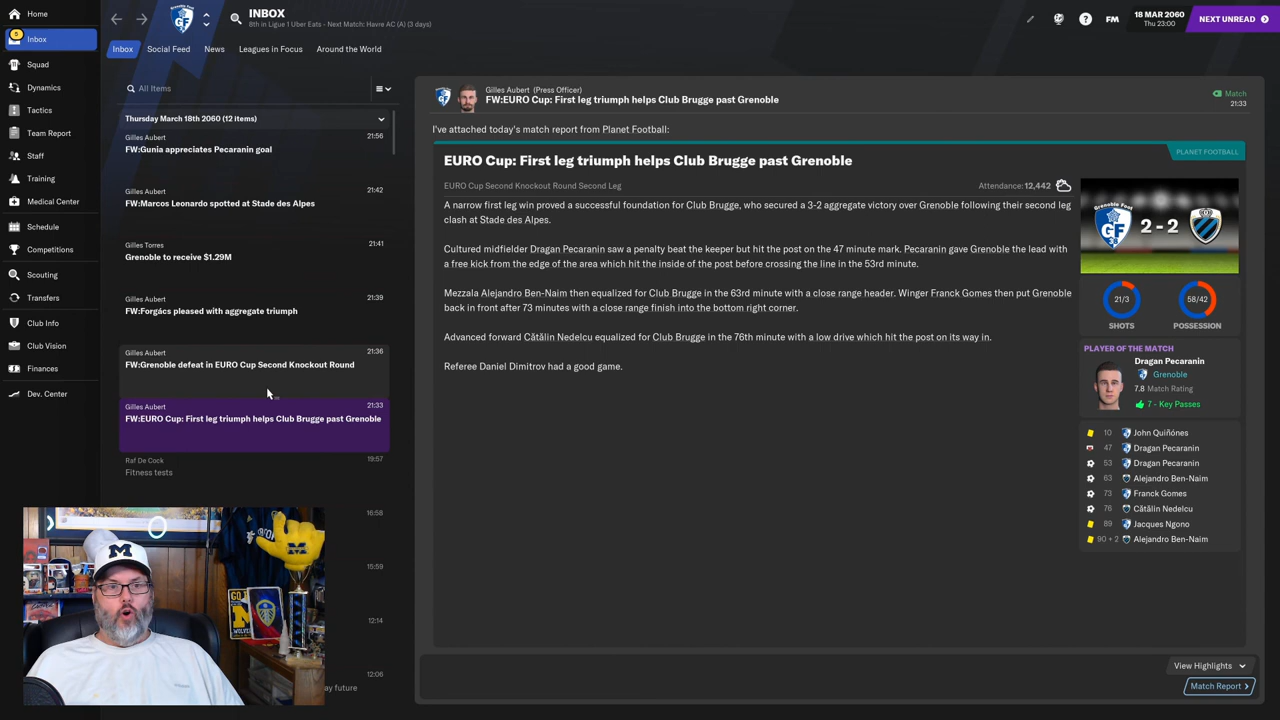 Home
Inbox
5
Squad
Dynamics
Tactics
Team Report
Staff
Training
Medical Center
Schedule
Competitions
Scouting
Transfers
Club Info
Club Vision
Finances
Dev. Center
INBOX
8th in Ligue 1 Uber Eats - Next Match: Havre AC (A) (3 days)
FM
18 MAR 2060
Thu 23:00
NEXT UNREAD
Inbox Social Feed News Leagues in Focus Around the World
All Items
Thursday March 18th 2060 (12 items)
Gilles Aubert 21:56
FW:Gunia appreciates Pecaranin goal
Gilles Aubert 21:42
FW:Marcos Leonardo spotted at Stade des Alpes
Gilles Torres 21:41
Grenoble to receive $1.29M
Gilles Aubert 21:39
FW:Forgács pleased with aggregate triumph
Gilles Aubert 21:36
FW:Grenoble defeat in EURO Cup Second Knockout Round
Gilles Aubert 21:33
FW:EURO Cup: First leg triumph helps Club Brugge past Grenoble
Raf De Cock 19:57
Fitness tests
16:58
15:59
12:14
12:06
ay future
Gilles Aubert (Press Officer)
FW:EURO Cup: First leg triumph helps Club Brugge past Grenoble
Match
21:33
I've attached today's match report from Planet Football:
PLANET FOOTBALL
EURO Cup: First leg triumph helps Club Brugge past Grenoble
EURO Cup Second Knockout Round Second Leg
Attendance: 12,442
A narrow first leg win proved a successful foundation for Club Brugge, who secured a 3-2 aggregate victory over Grenoble following their second leg
clash at Stade des Alpes.
Cultured midfielder Dragan Pecaranin saw a penalty beat the keeper but hit the post on the 47 minute mark. Pecaranin gave Grenoble the lead with
a free kick from the edge of the area which hit the inside of the post before crossing the line in the 53rd minute.
Mezzala Alejandro Ben-Naim then equalized for Club Brugge in the 63rd minute with a close range header. Winger Franck Gomes then put Grenoble
back in front after 73 minutes with a close range finish into the bottom right corner.
Advanced forward Cătălin Nedelcu equalized for Club Brugge in the 76th minute with a low drive which hit the post on its way in.
Referee Daniel Dimitrov had a good game.
Grenoble Foot
GF
38
2 - 2
21/3
SHOTS
58/42
POSSESSION
PLAYER OF THE MATCH
Dragan Pecaranin
Grenoble
7.8 Match Rating
7 - Key Passes
10 John Quiñónes
47 Dragan Pecaranin
53 Dragan Pecaranin
63 Alejandro Ben-Naim
73 Franck Gomes
76 Cătălin Nedelcu
89 Jacques Ngono
90 + 2 Alejandro Ben-Naim
View Highlights
Match Report
M